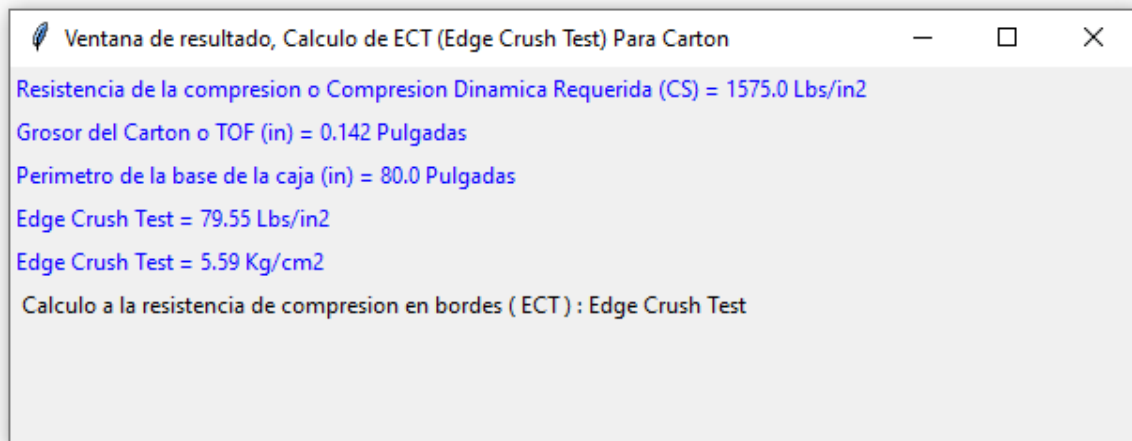 Ventana de resultado, Calculo de ECT (Edge Crush Test) Para Carton
Resistencia de la compresion o Compresion Dinamica Requerida (CS) = 1575.0 Lbs/in2
Grosor del Carton o TOF (in) = 0.142 Pulgadas
Perimetro de la base de la caja (in) = 80.0 Pulgadas
Edge Crush Test = 79.55 Lbs/in2
Edge Crush Test = 5.59 Kg/cm2
Calculo a la resistencia de compresion en bordes ( ECT ) : Edge Crush Test